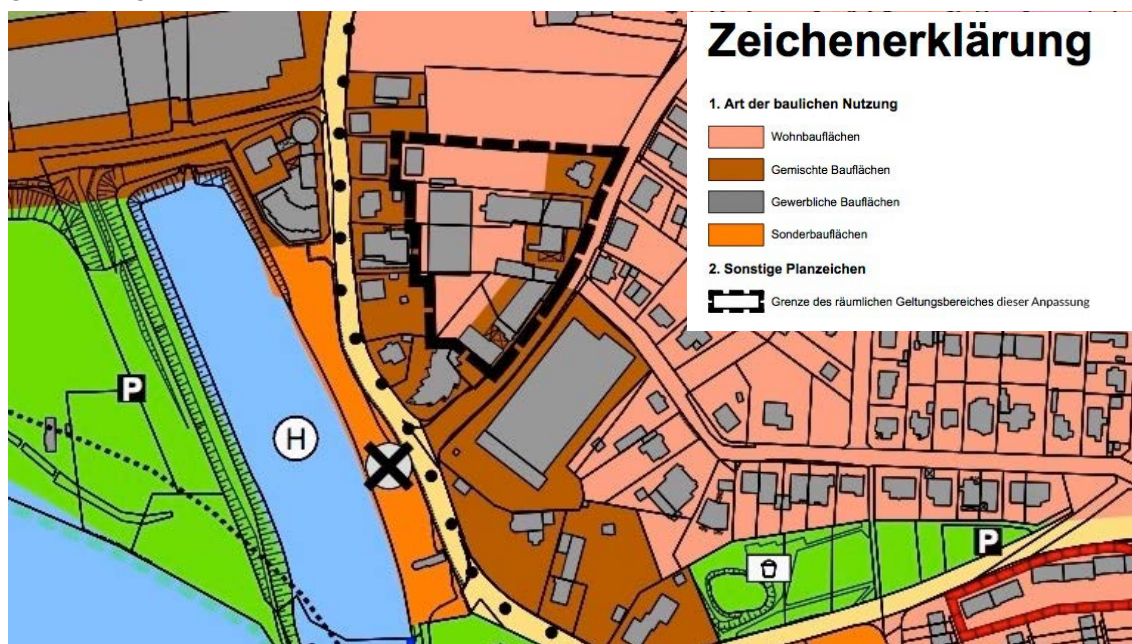 Zeichenerklärung
1. Art der baulichen Nutzung
Wohnbauflächen
Gemischte Bauflächen
Gewerbliche Bauflächen
Sonderbauflächen
2. Sonstige Planzeichen
Grenze des räumlichen Geltungsbereiches dieser Anpassung
P
H
P